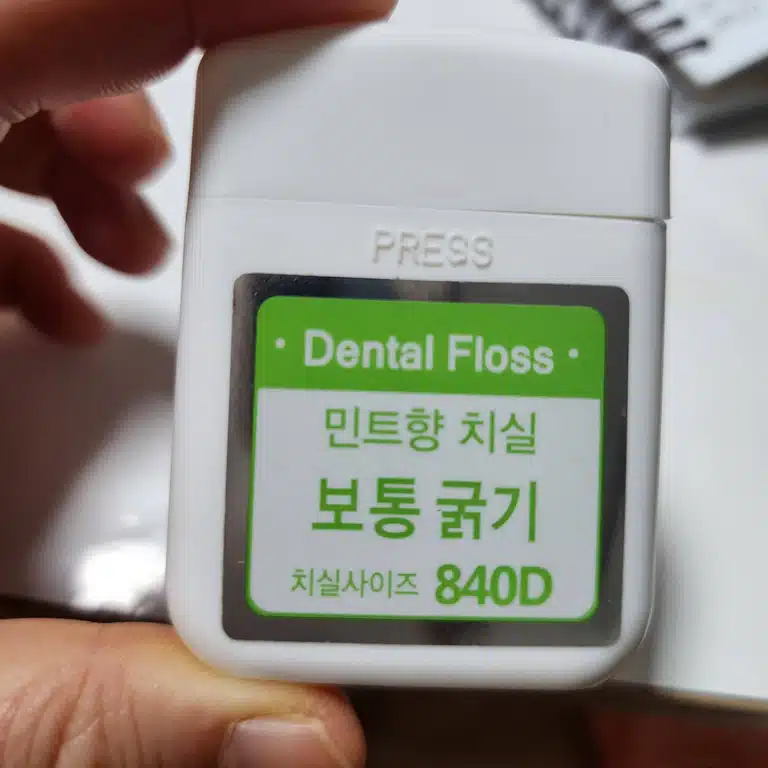 PRESS
· Dental Floss ·
민트향 치실
보통 굵기
치실사이즈 840D